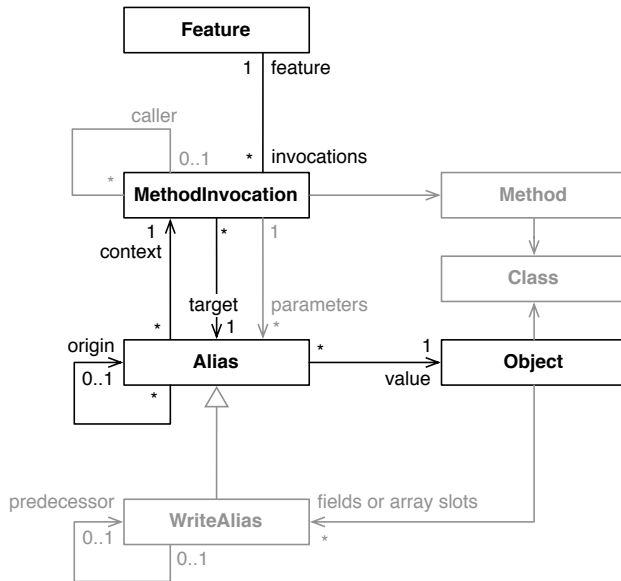 Feature
1 feature
caller
0..1
* invocations
*
MethodInvocation Method
1 * 1
context
Class
target parameters
* 1 *
origin * 1
Alias Object
0..1 * value
predecessor fields or array slots
WriteAlias
0..1 *
0..1